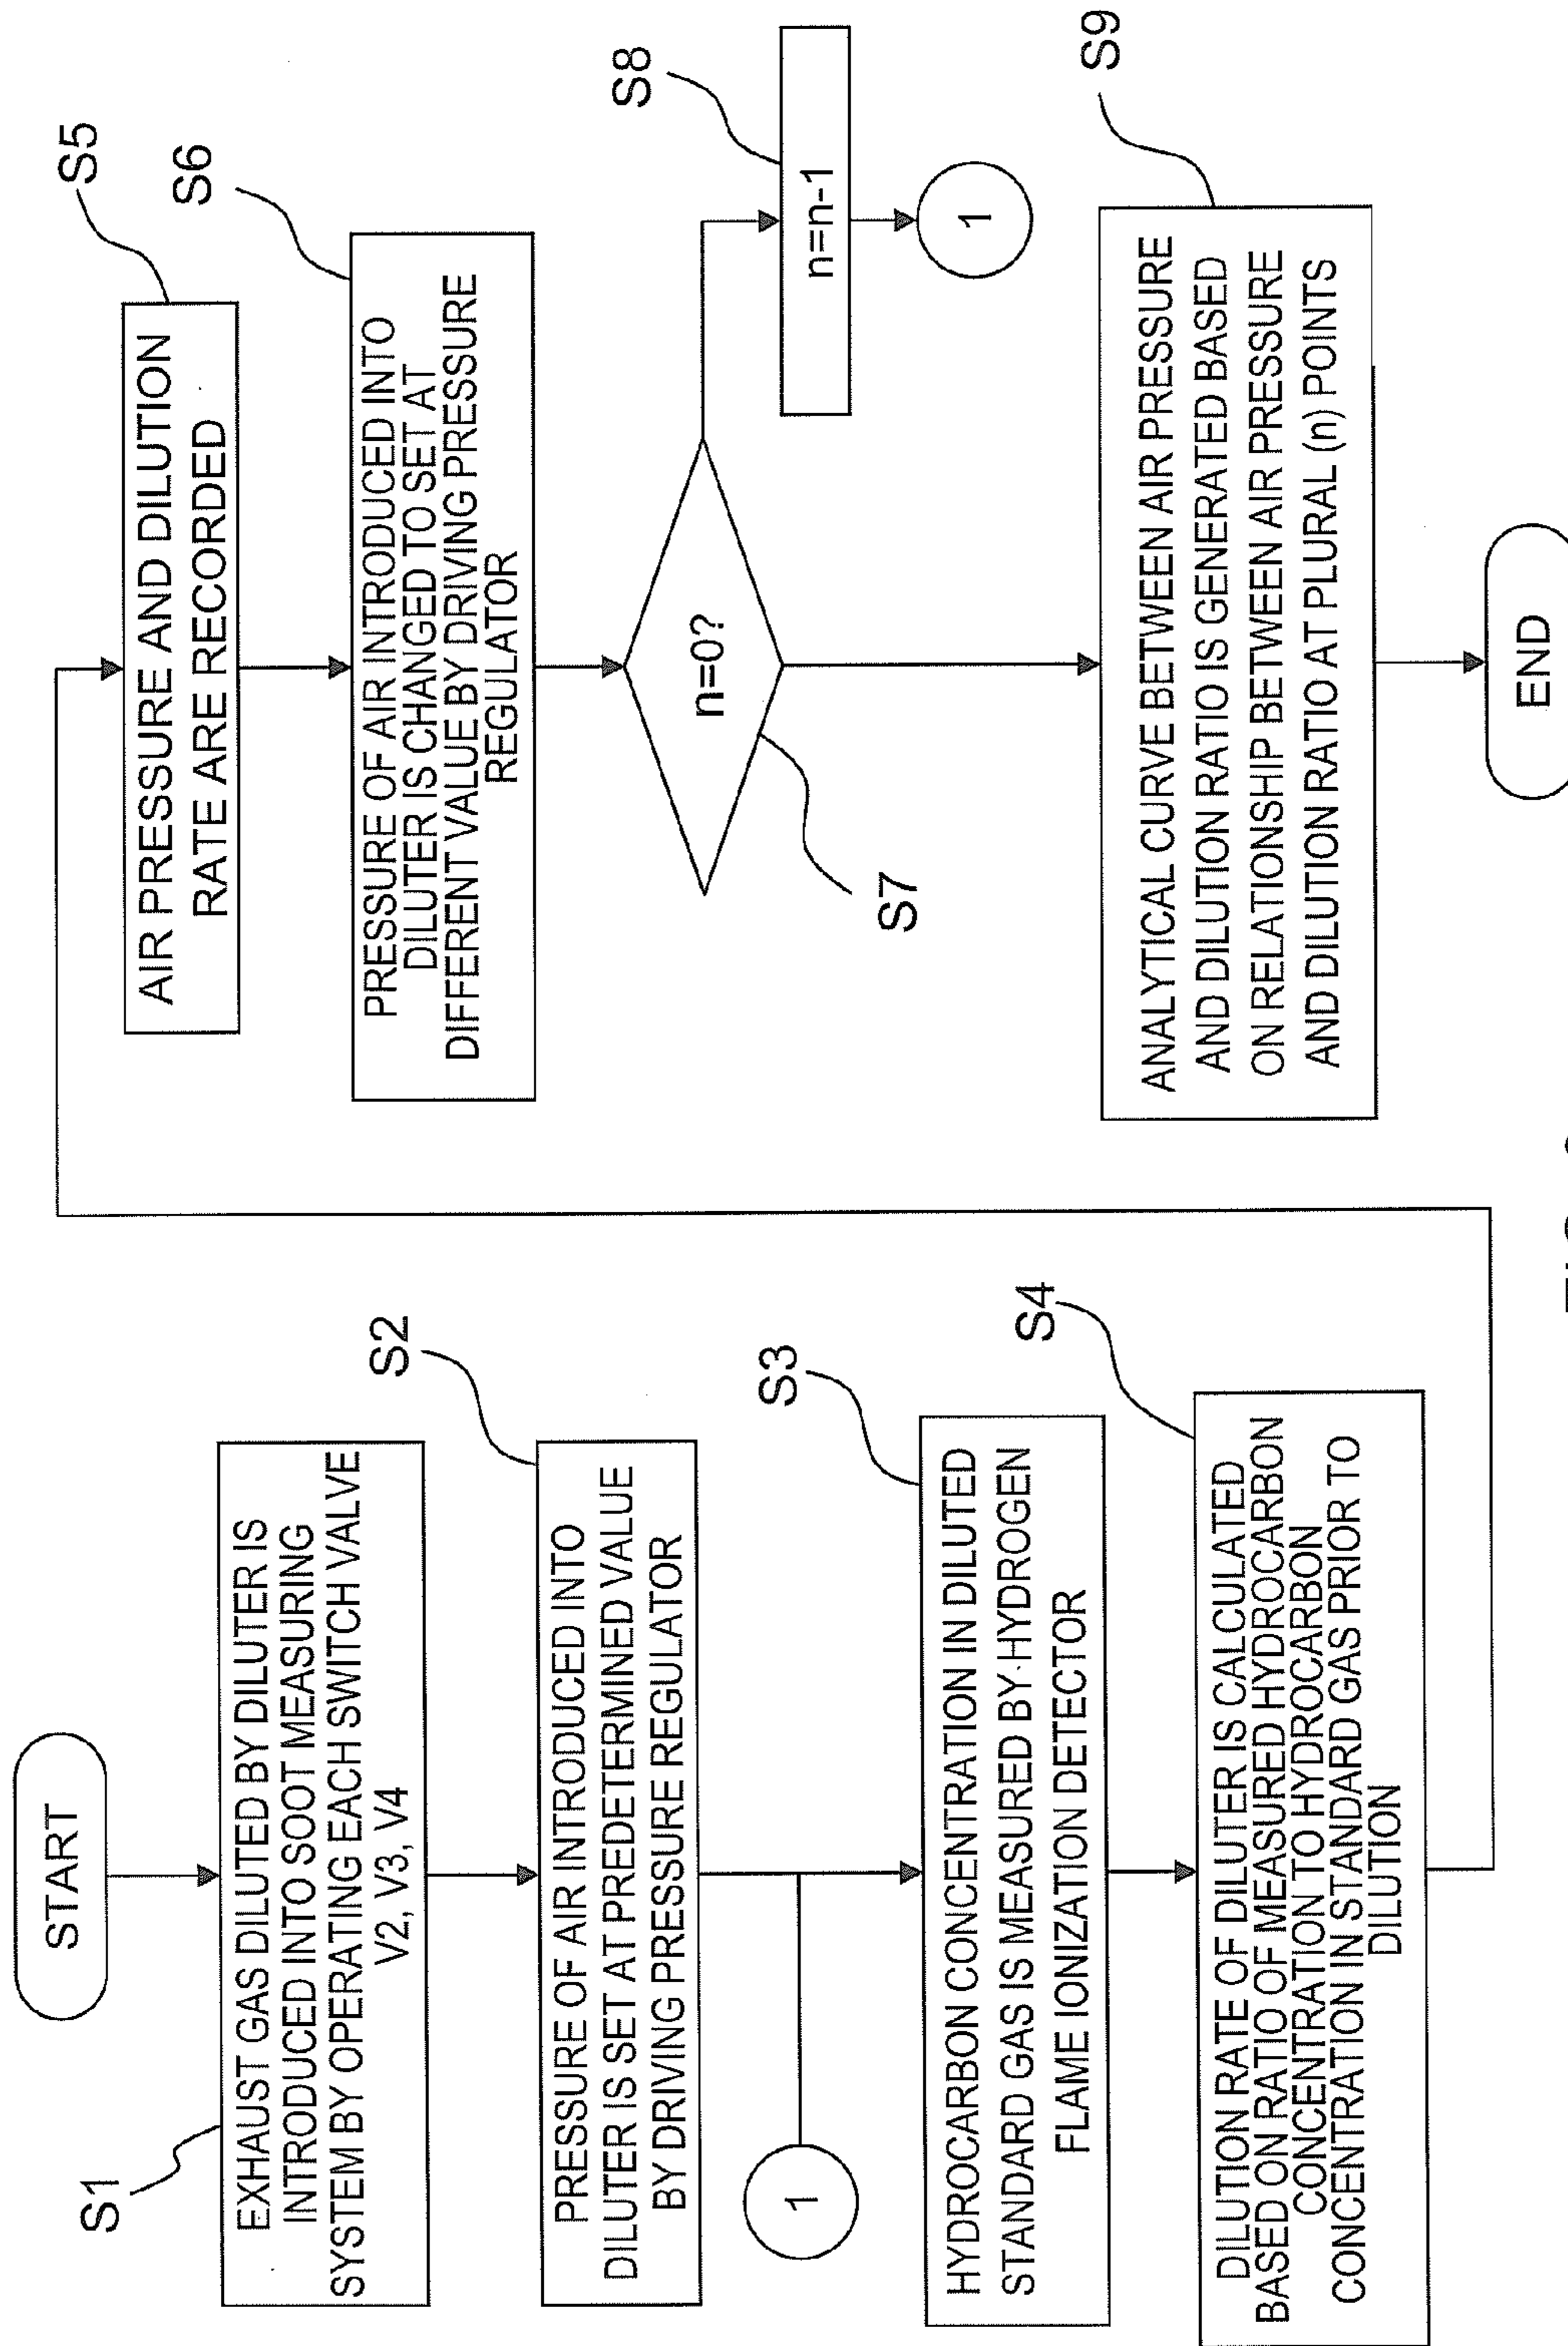 START
S1
EXHAUST GAS DILUTED BY DILUTER IS
INTRODUCED INTO SOOT MEASURING
SYSTEM BY OPERATING EACH SWITCH VALVE
V2, V3, V4
S2
PRESSURE OF AIR INTRODUCED INTO
DILUTER IS SET AT PREDETERMINED VALUE
BY DRIVING PRESSURE REGULATOR
1
S3
HYDROCARBON CONCENTRATION IN DILUTED
STANDARD GAS IS MEASURED BY HYDROGEN
FLAME IONIZATION DETECTOR
S4
DILUTION RATE OF DILUTER IS CALCULATED
BASED ON RATIO OF MEASURED HYDROCARBON
CONCENTRATION TO HYDROCARBON
CONCENTRATION IN STANDARD GAS PRIOR TO
DILUTION
S5
AIR PRESSURE AND DILUTION
RATE ARE RECORDED
S6
PRESSURE OF AIR INTRODUCED INTO
DILUTER IS CHANGED TO SET AT
DIFFERENT VALUE BY DRIVING PRESSURE
REGULATOR
n=0?
S7
S8
n=n-1
1
S9
ANALYTICAL CURVE BETWEEN AIR PRESSURE
AND DILUTION RATIO IS GENERATED BASED
ON RELATIONSHIP BETWEEN AIR PRESSURE
AND DILUTION RATIO AT PLURAL (n) POINTS
END